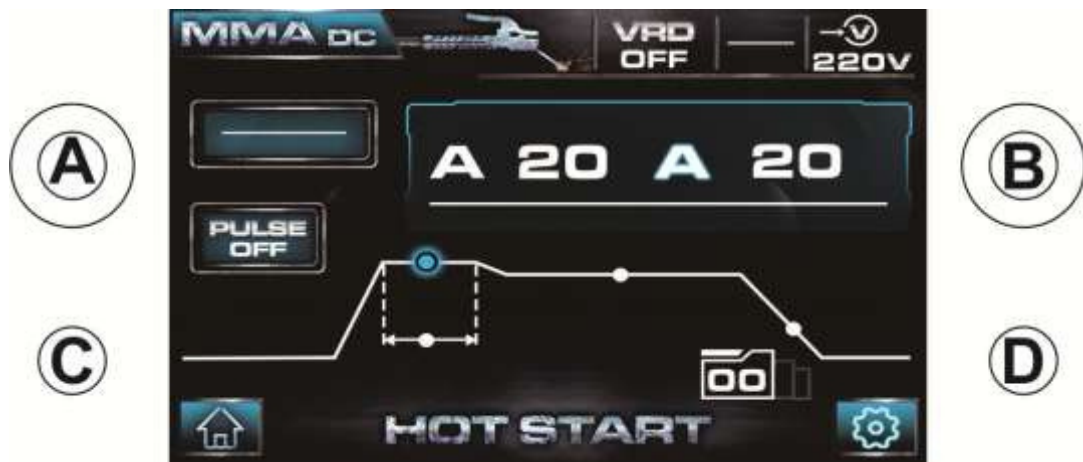 MMA DC
VRD
OFF
220V
V
A
B
A 20 A 20
PULSE
OFF
C
D
00
HOT START